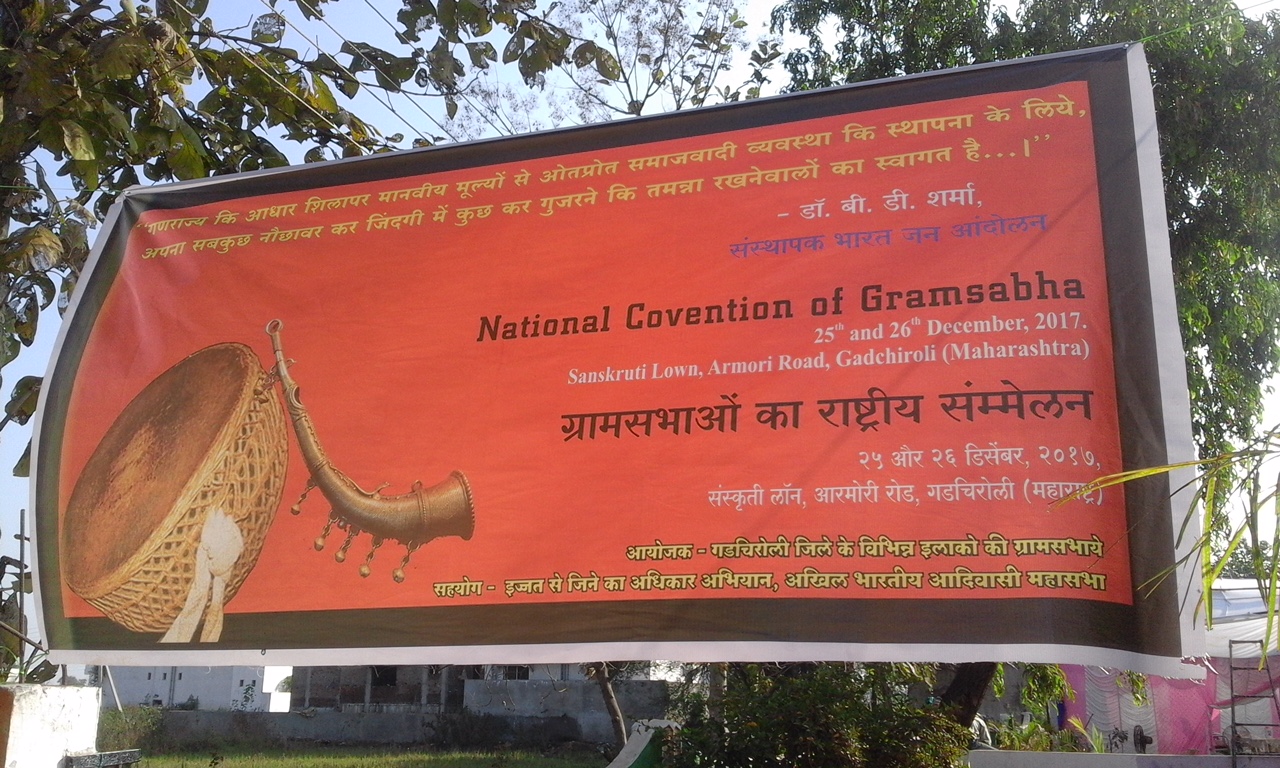 “गणराज्य कि आधार शिलापर मानवीय मूल्यों से ओतप्रोत समाजवादी व्यवस्था कि स्थापना के लिये,
अपना सबकुछ नौछावर कर जिंदगी में कुछ कर गुजरने कि तमन्ना रखनेवालों का स्वागत है...।”
– डॉ. बी. डी. शर्मा,
संस्थापक भारत जन आंदोलन
National Covention of Gramsabha
25th and 26th December, 2017.
Sanskruti Lown, Armori Road, Gadchiroli (Maharashtra)
ग्रामसभाओं का राष्ट्रीय संम्मेलन
२५ और २६ डिसेंबर, २०१७,
संस्कृती लॉन, आरमोरी रोड, गडचिरोली (महाराष्ट्र)
आयोजक - गडचिरोली जिले के विभिन्न इलाको की ग्रामसभाये
सहयोग - इज्जत से जिने का अधिकार अभियान, अखिल भारतीय आदिवासी महासभा